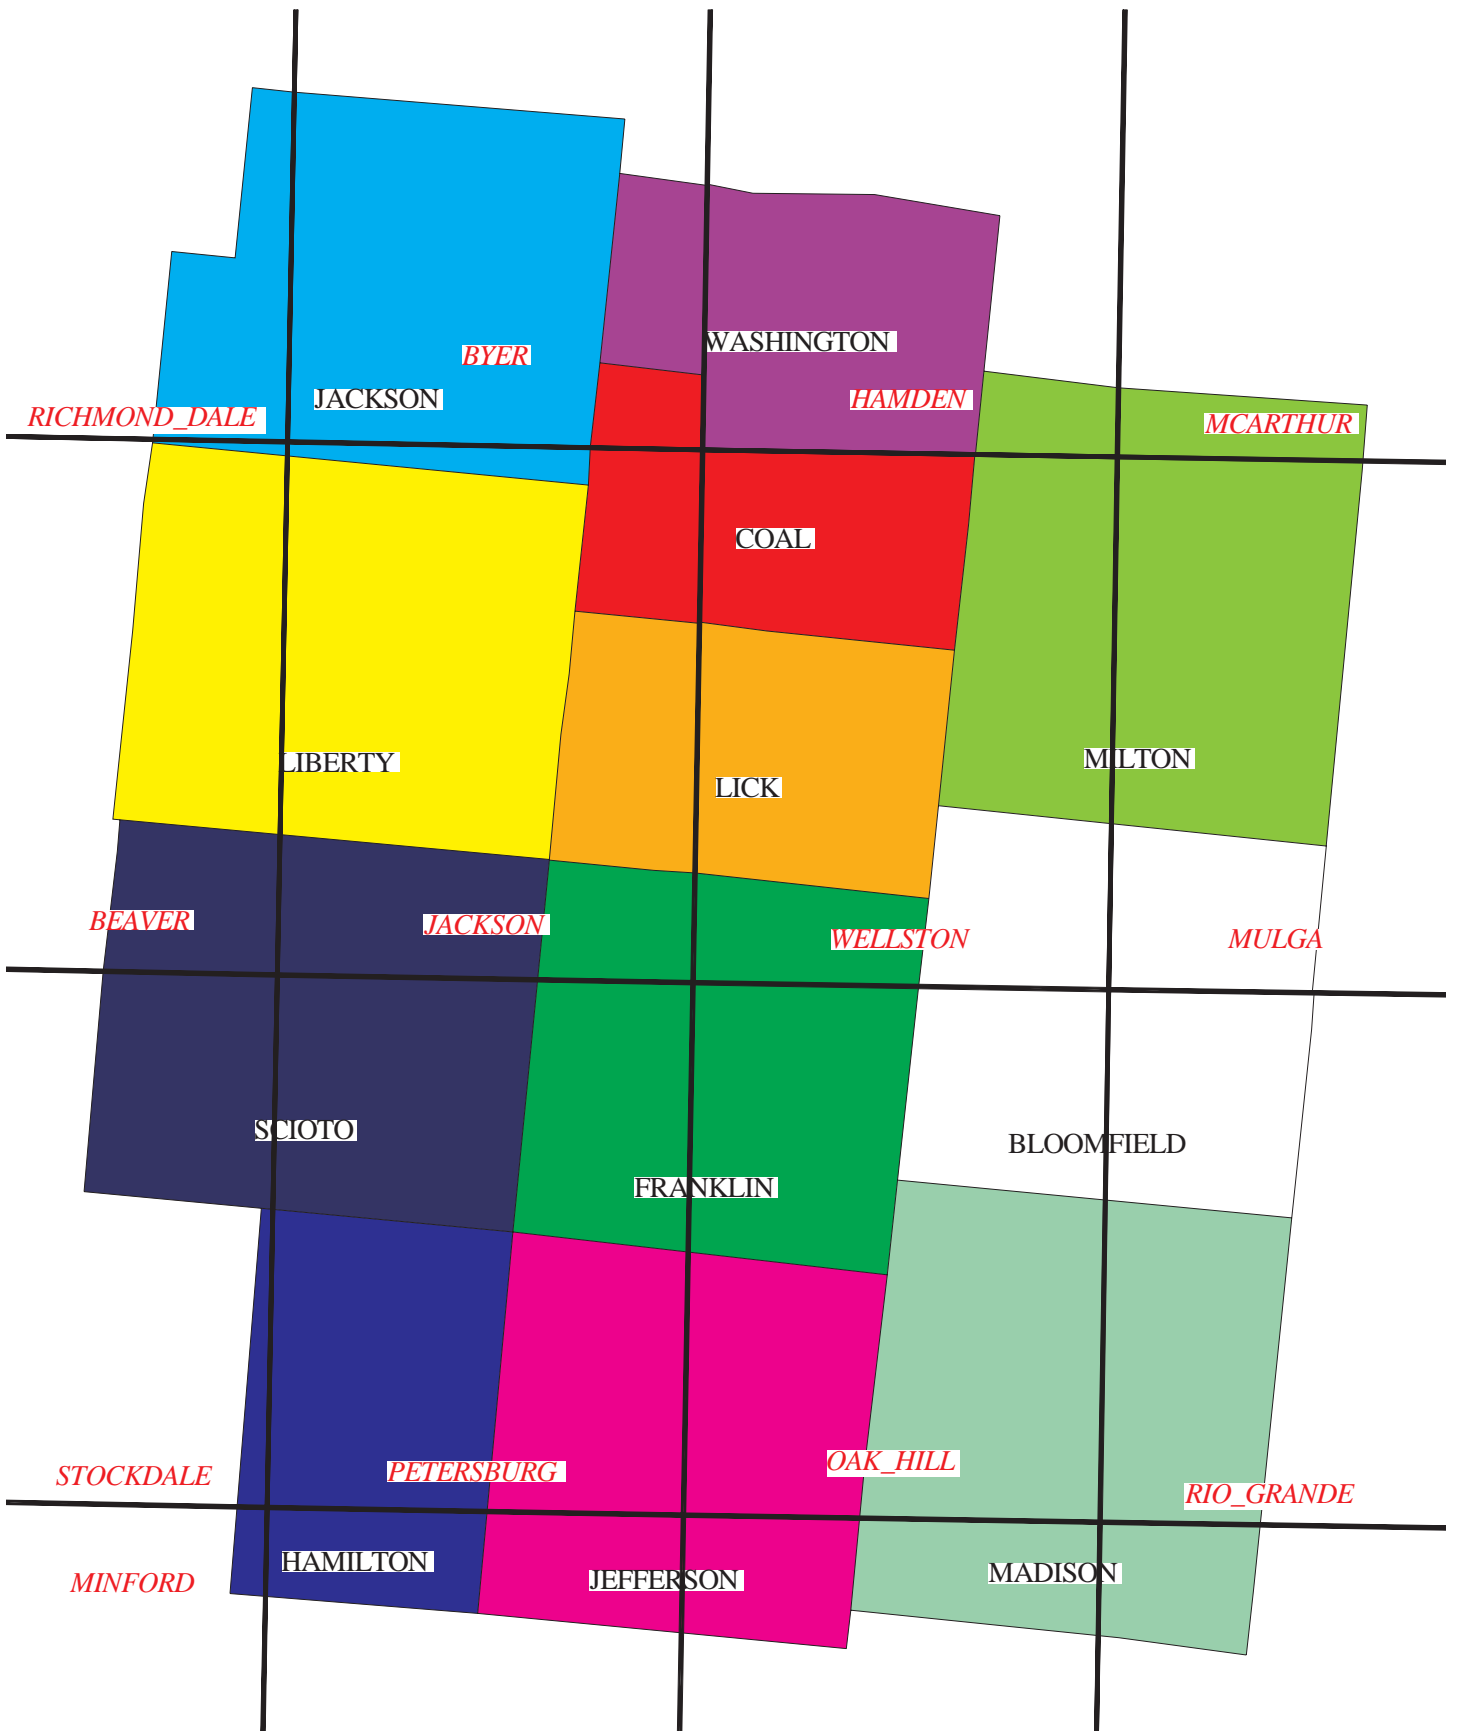 WASHINGTON
BYER
JACKSON
HAMDEN
RICHMOND_DALE
MCARTHUR
COAL
MILTON
LIBERTY
LICK
BEAVER
JACKSON
WELLSTON
MULGA
SCIOTO
BLOOMFIELD
FRANKLIN
OAK_HILL
PETERSBURG
STOCKDALE
RIO_GRANDE
HAMILTON
MADISON
JEFFERSON
MINFORD